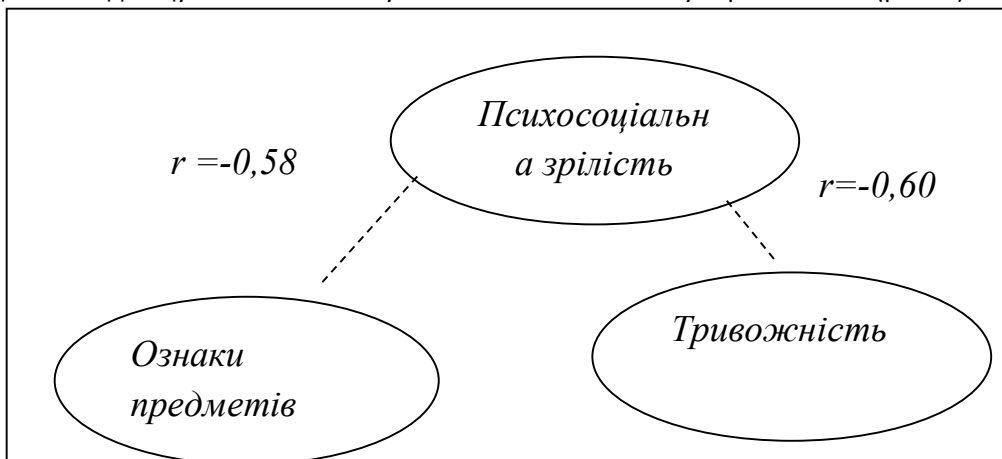 Психосоціальн
а зрілість
r =-0,58
r=-0,60
Ознаки
предметів
Тривожність